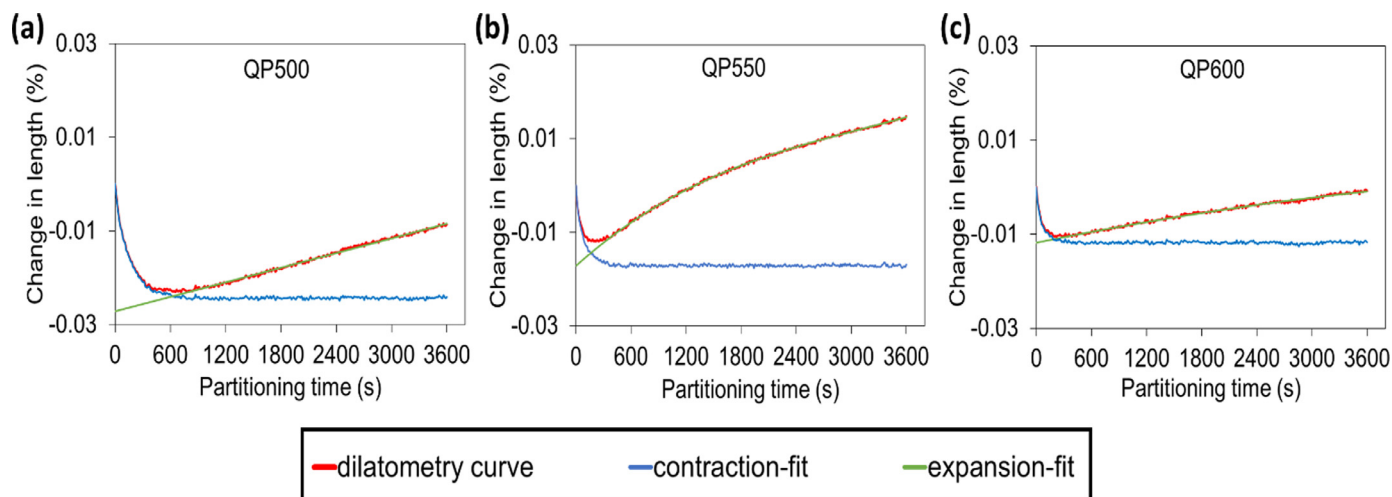 (a)
QP500
Change in length (%)
0.03
0.01
-0.01
-0.03
0 600 1200 1800 2400 3000 3600
Partitioning time (s)
(b)
QP550
Change in length (%)
0.03
0.01
-0.01
-0.03
0 600 1200 1800 2400 3000 3600
Partitioning time (s)
(c)
QP600
Change in length (%)
0.03
0.01
-0.01
-0.03
0 600 1200 1800 2400 3000 3600
Partitioning time (s)
dilatometry curve contraction-fit expansion-fit